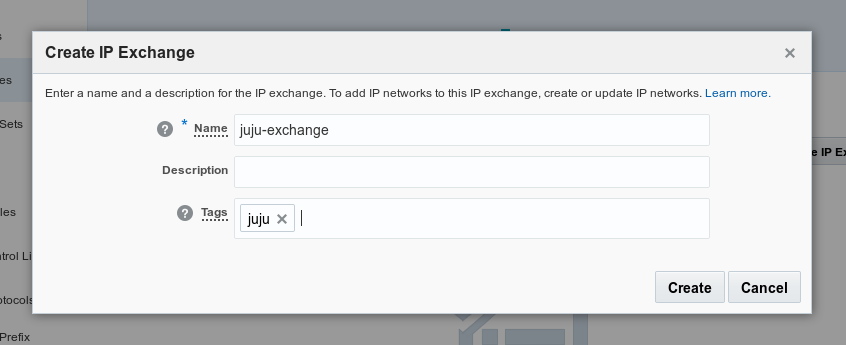 Create IP Exchange
×
Enter a name and a description for the IP exchange. To add IP networks to this IP exchange, create or update IP networks. Learn more.
? * Name juju-exchange
Description
? Tags juju ×
Create Cancel
es
Sets
e IP Ex
les
ntrol Li
otocols
Prefix